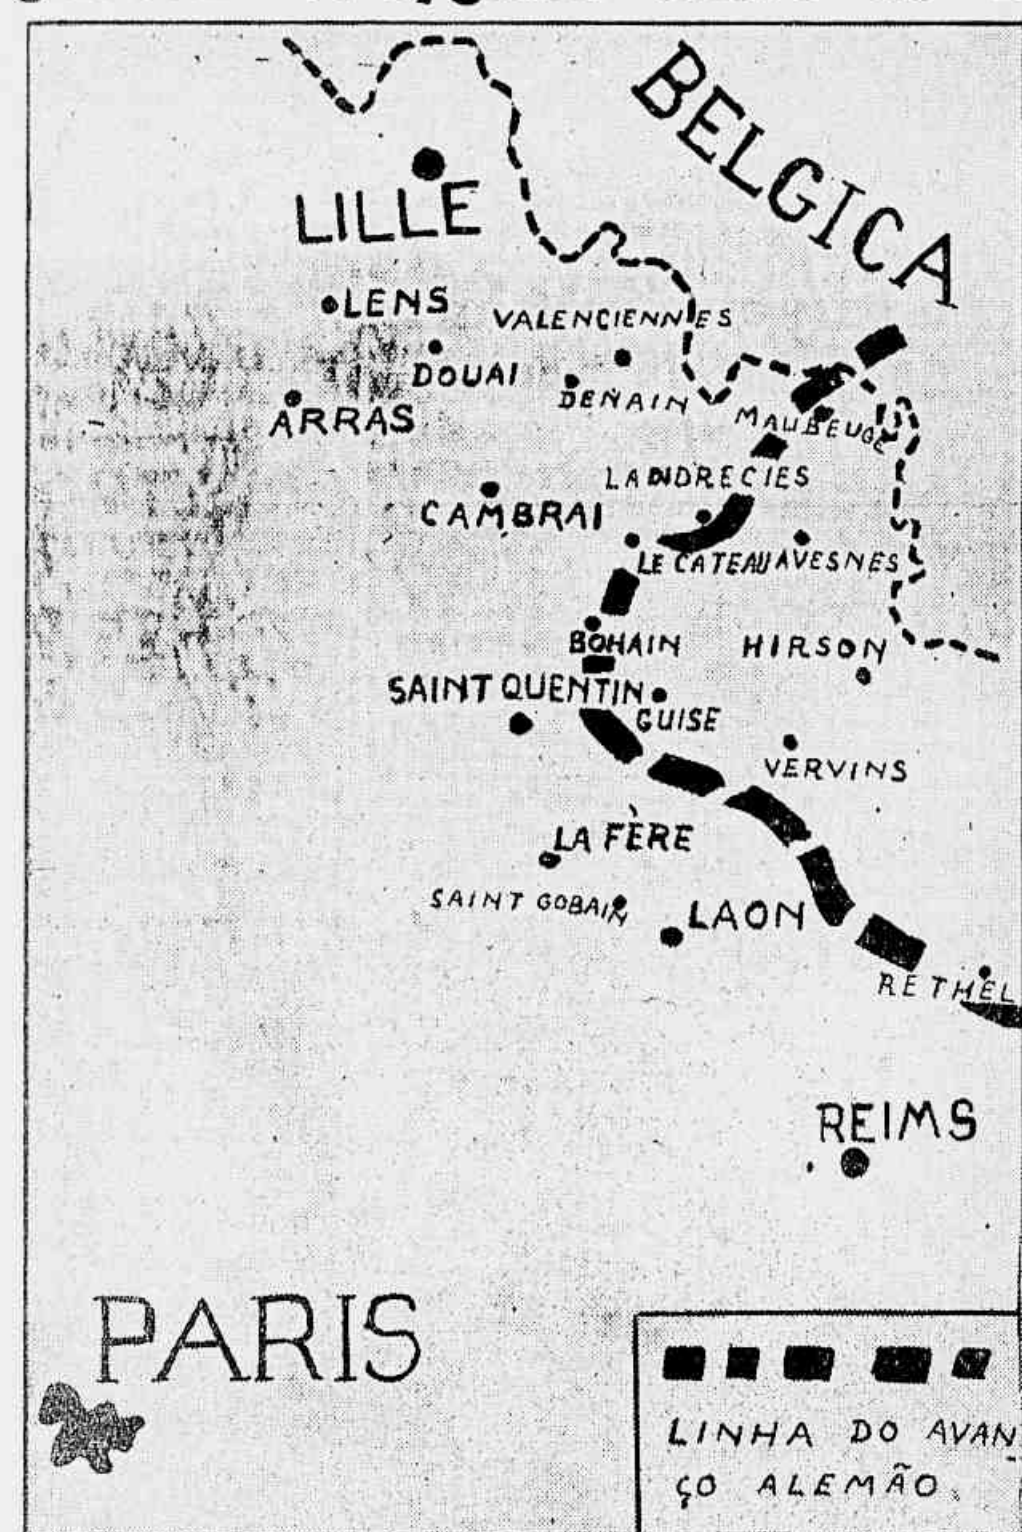 BELGICA
LILLE
LENS
VALENCIENNES
DOUAI
DENAIN
ARRAS
MAUBEUGE
LANDRECIES
CAMBRAI
LE CATEAU AVESNES
BOHAIN
HIRSON
SAINT QUENTIN
GUISE
VERVINS
LA FÈRE
SAINT GOBAIN
LAON
RETHEL
REIMS
PARIS
LINHA DO AVAN-
ÇO ALEMÃO.